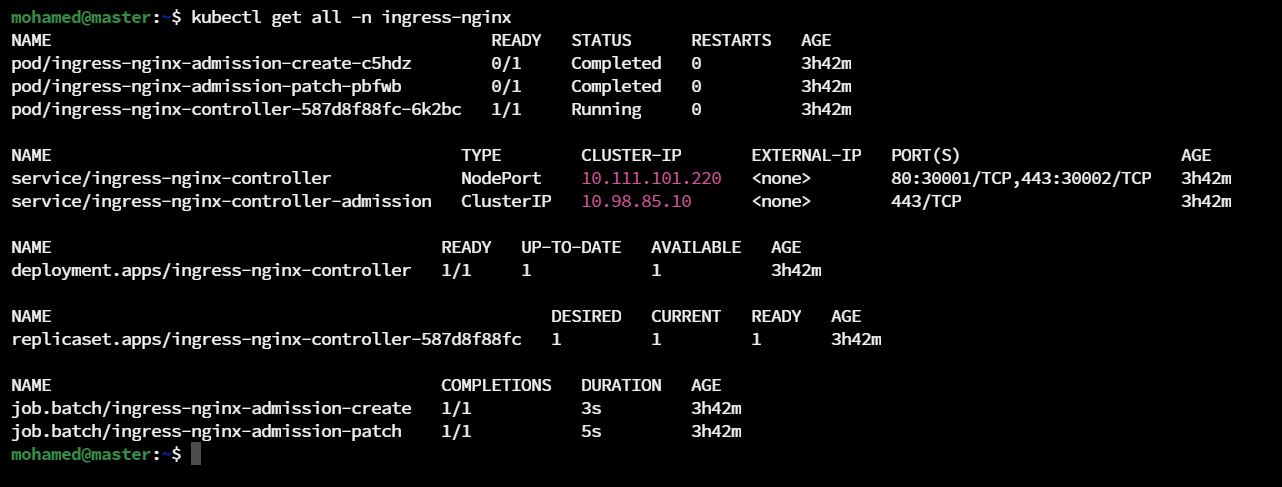 mohamed@master:~$ kubectl get all -n ingress-nginx
NAME READY STATUS RESTARTS AGE
pod/ingress-nginx-admission-create-c5hdz 0/1 Completed 0 3h42m
pod/ingress-nginx-admission-patch-pbfwb 0/1 Completed 0 3h42m
pod/ingress-nginx-controller-587d8f88fc-6k2bc 1/1 Running 0 3h42m
NAME TYPE CLUSTER-IP EXTERNAL-IP PORT(S) AGE
service/ingress-nginx-controller NodePort 10.111.101.220 <none> 80:30001/TCP,443:30002/TCP 3h42m
service/ingress-nginx-controller-admission ClusterIP 10.98.85.10 <none> 443/TCP 3h42m
NAME READY UP-TO-DATE AVAILABLE AGE
deployment.apps/ingress-nginx-controller 1/1 1 1 3h42m
NAME DESIRED CURRENT READY AGE
replicaset.apps/ingress-nginx-controller-587d8f88fc 1 1 1 3h42m
NAME COMPLETIONS DURATION AGE
job.batch/ingress-nginx-admission-create 1/1 3s 3h42m
job.batch/ingress-nginx-admission-patch 1/1 5s 3h42m
mohamed@master:~$